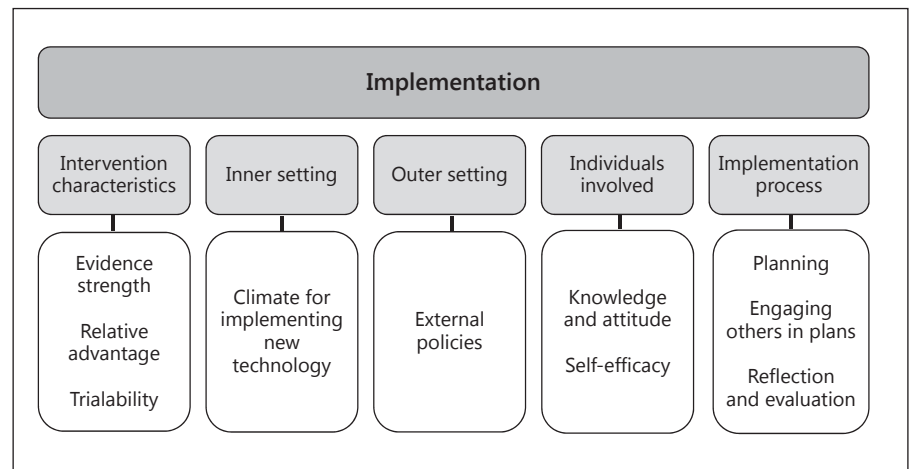 Implementation
Intervention
characteristics
Inner setting
Outer setting
Individuals
involved
Implementation
process
Evidence
strength
Relative
advantage
Trialability
Climate for
implementing
new
technology
External
policies
Knowledge
and attitude
Self-efficacy
Planning
Engaging
others in plans
Reflection
and evaluation